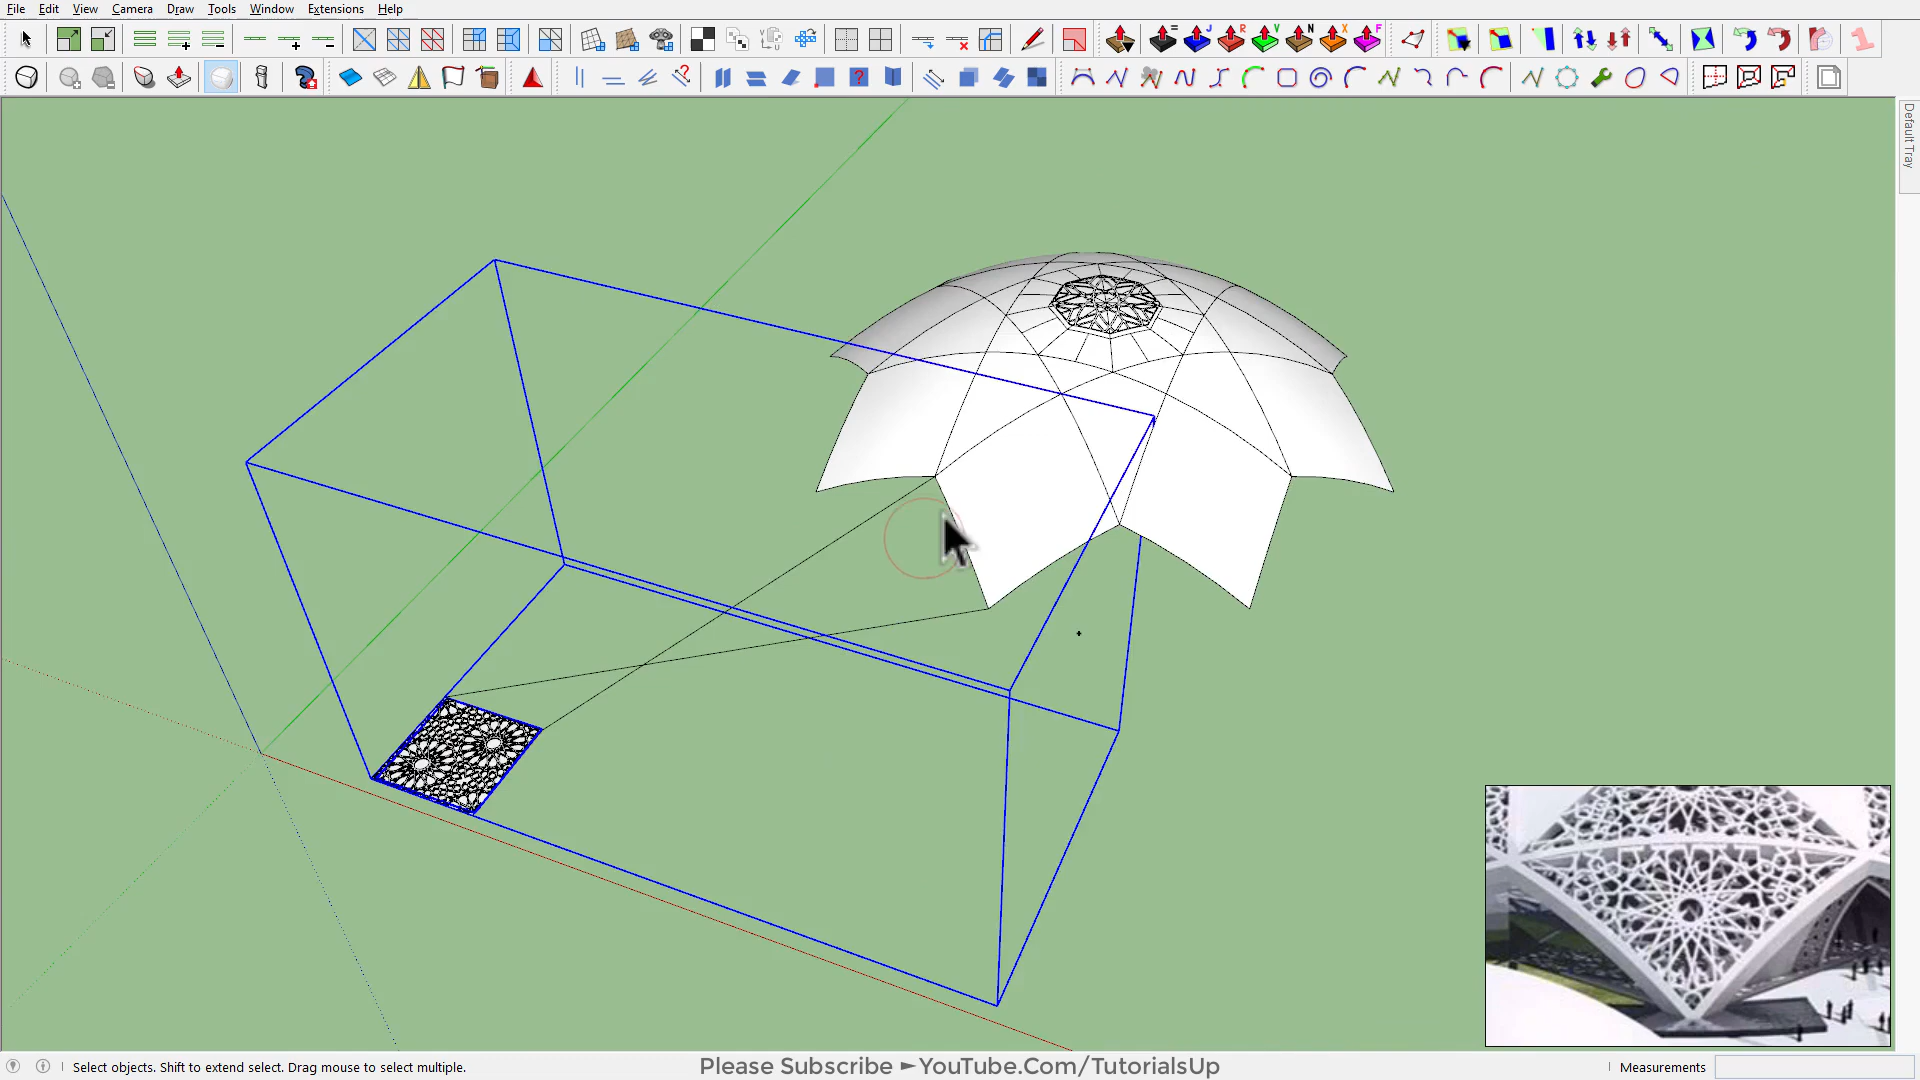 File Edit View Camera Draw Tools Window Extensions Help
Default Tray
Select objects. Shift to extend select. Drag mouse to select multiple.
Please Subscribe ►YouTube.Com/TutorialsUp
Measurements